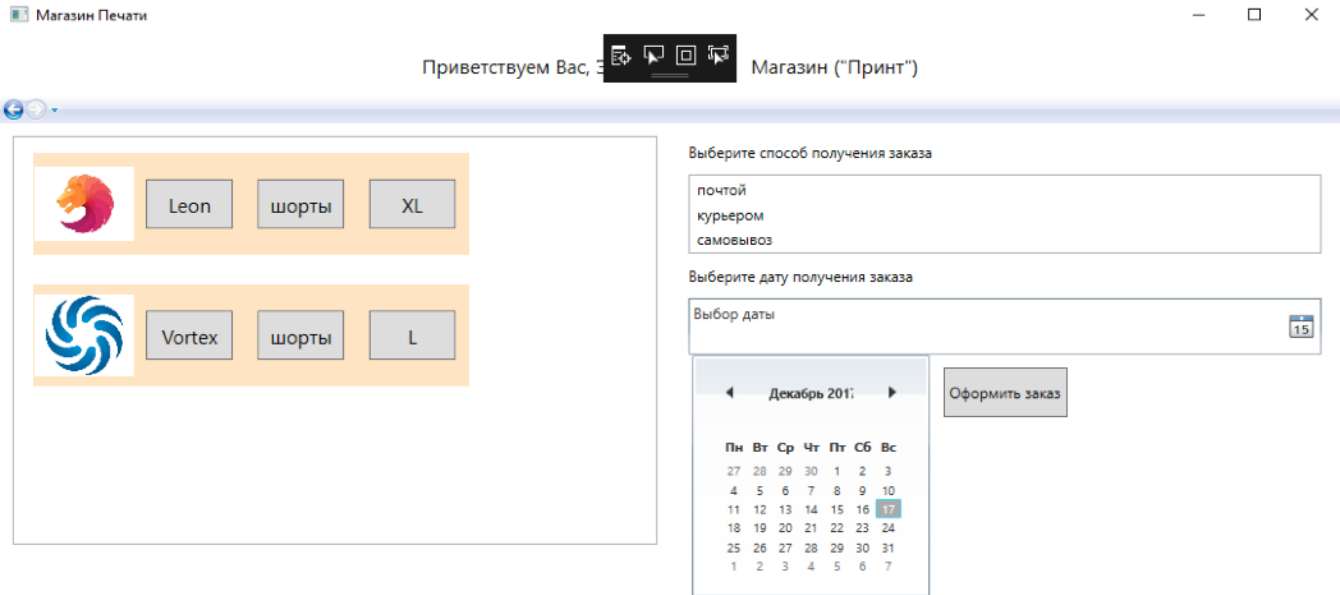 Магазин Печати
Приветствуем Вас,
Магазин ("Принт")
Leon шорты XL
Vortex шорты L
Выберите способ получения заказа
почтой
курьером
самовывоз
Выберите дату получения заказа
Выбор даты
15
Декабрь 2017
Оформить заказ
Пн Вт Ср Чт Пт Сб Вс
27 28 29 30 1 2 3
4 5 6 7 8 9 10
11 12 13 14 15 16 17
18 19 20 21 22 23 24
25 26 27 28 29 30 31
1 2 3 4 5 6 7